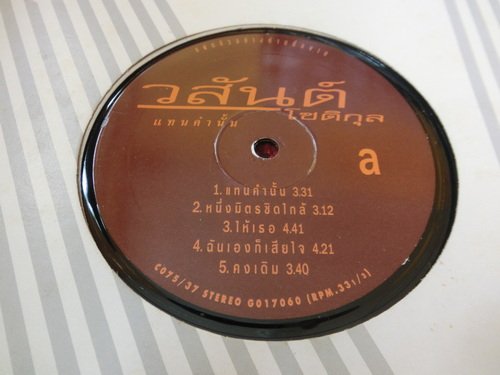 วสันต์
โชติกุล
แทนคำนั้น
a
1.แทนคำนั้น 3.31
2.หนึ่งมิตรชิดใกล้ 3.12
3.ให้เธอ 4.41
4.ฉันเองก็เสียใจ 4.21
5.คงเดิม 3.40
C075/37 STEREO G017060 (RPM.33 1/3)